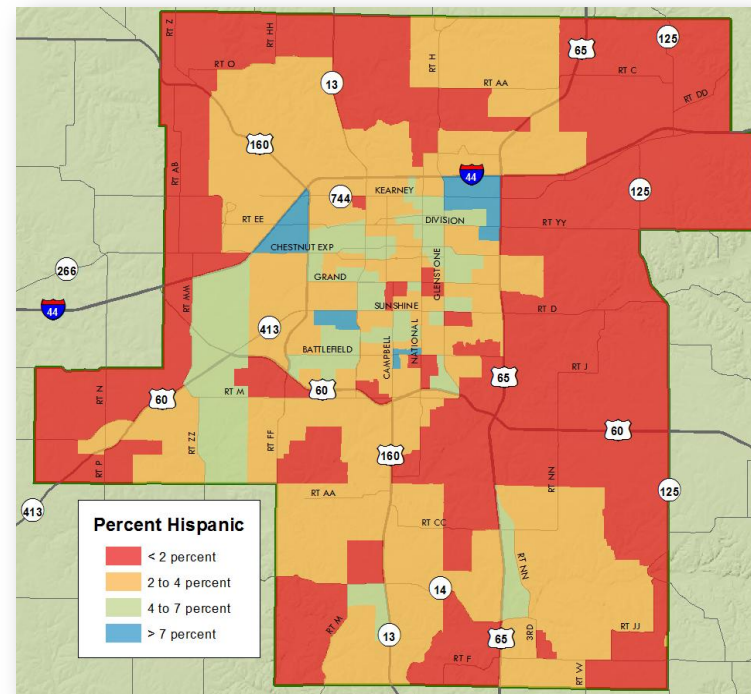 RT Z
RT HH
RT H
65
125
RT O
13
RT AA
RT C
RT DD
160
RT AB
44
744
KEARNEY
125
RT EE
DIVISION
RT YY
CHESTNUT EXP
266
GRAND
GLENSTONE
44
RT WW
SUNSHINE
RT D
413
NATIONAL
BATTLEFIELD
CAMPBELL
RT J
RT N
60
RT M
60
65
RT ZZ
RT FF
60
160
RT P
RT NN
RT AA
125
413
RT CC
Percent Hispanic
< 2 percent
2 to 4 percent
4 to 7 percent
> 7 percent
RT NN
14
RT M
13
65
3RD
RT JJ
RT F
RT W